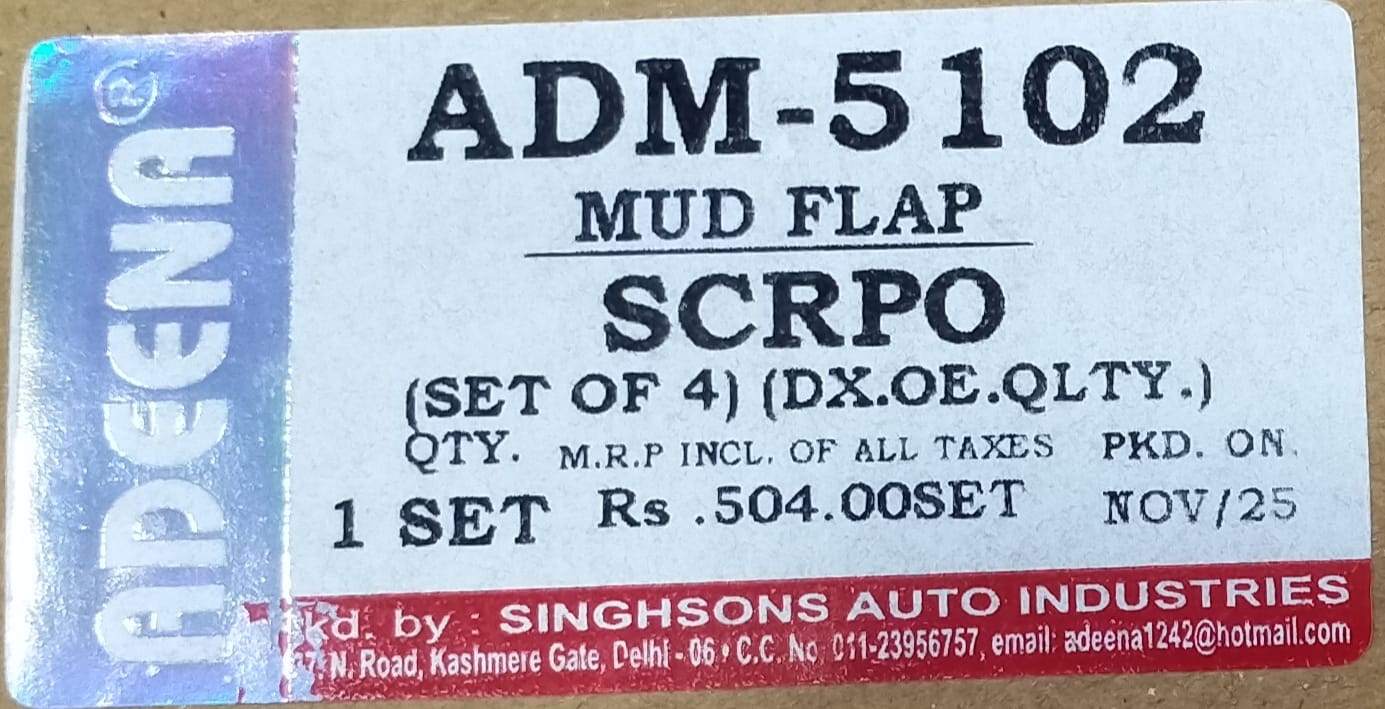 ADEENA®
ADM-5102
MUD FLAP
SCRPO
(SET OF 4) (DX.OE.QLTY.)
QTY. M.R.P INCL. OF ALL TAXES PKD. ON.
1 SET Rs .504.00SET NOV/25
kd. by : SINGHSONS AUTO INDUSTRIES
N. Road, Kashmere Gate, Delhi - 06 • C.C. No 011-23956757, email: adeena1242@hotmail.com